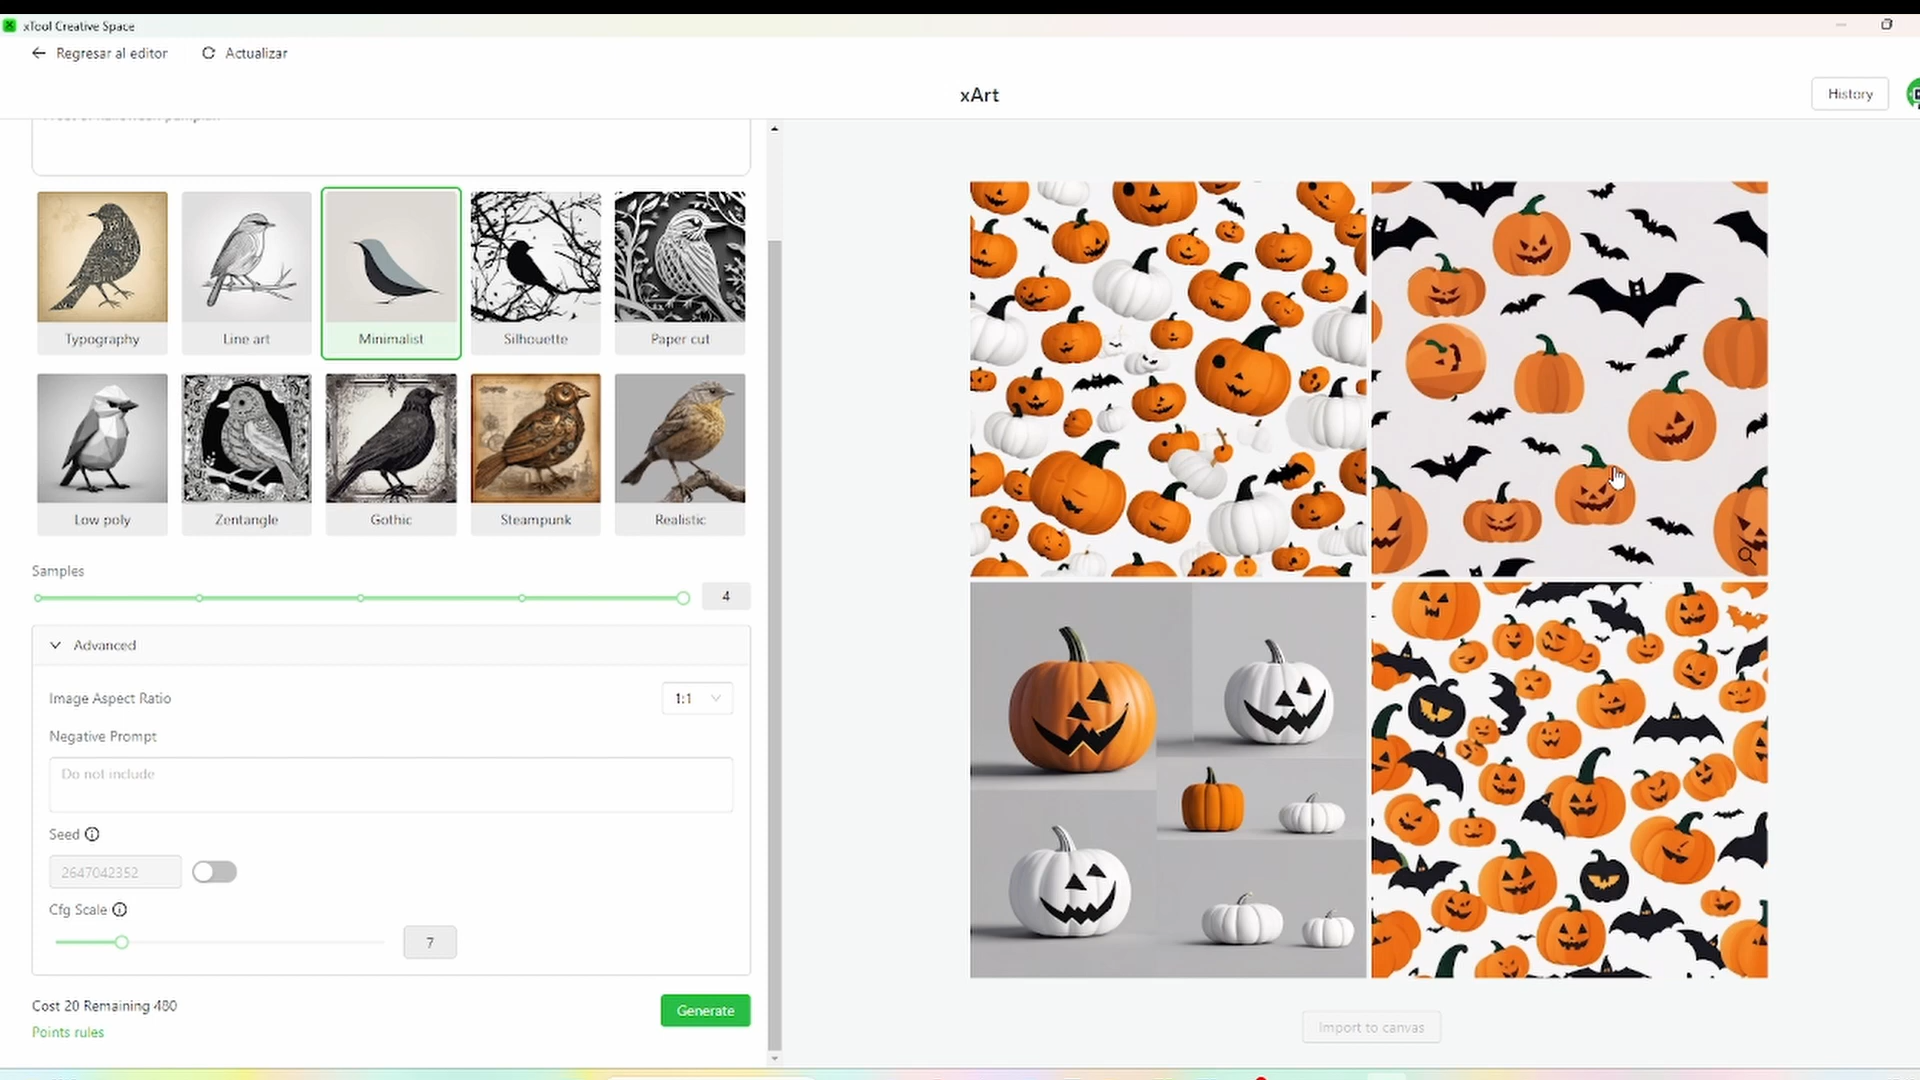 xTool Creative Space
Regresar al editor
Actualizar
xArt
History
Typography
Line art
Minimalist
Silhouette
Paper cut
Low poly
Zentangle
Gothic
Steampunk
Realistic
Samples
4
Advanced
Image Aspect Ratio
1:1
Negative Prompt
Do not include
Seed
2647042352
Cfg Scale
7
Cost 20 Remaining 480
Points rules
Generate
Import to canvas